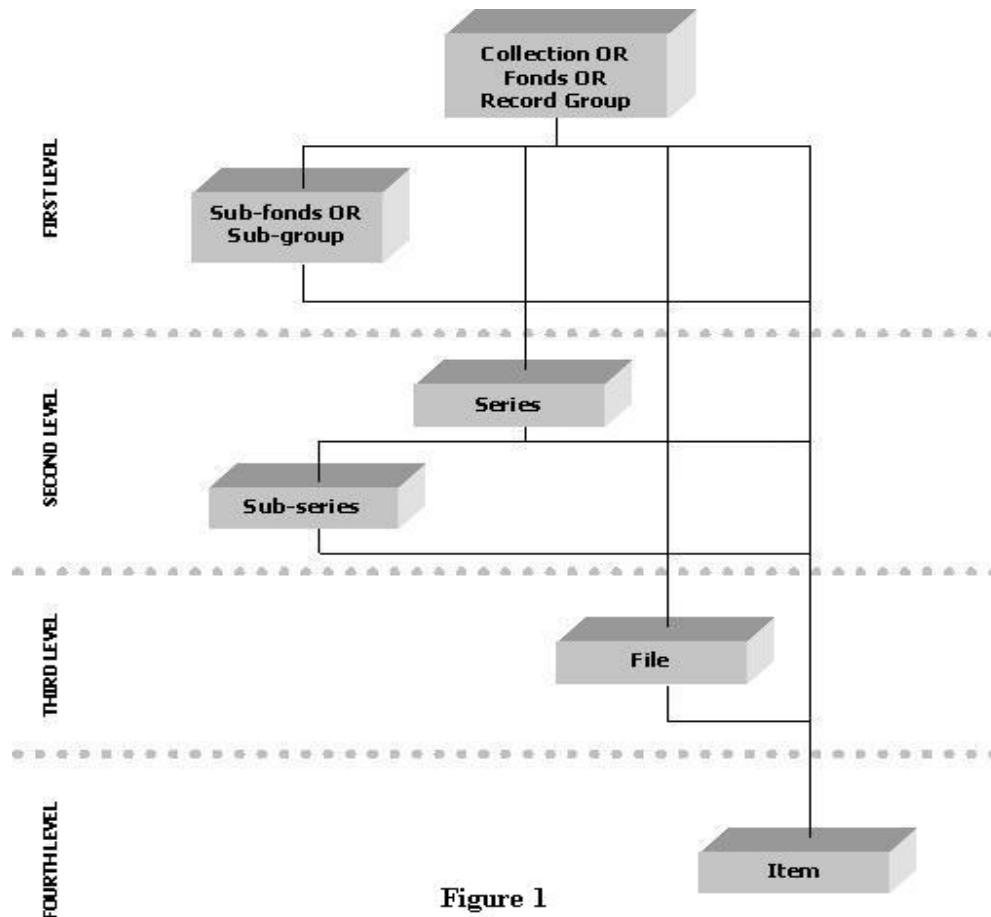 Collection OR
Fonds OR
Record Group
FIRST LEVEL
Sub-fonds OR
Sub-group
SECOND LEVEL
Series
Sub-series
THIRD LEVEL
File
FOURTH LEVEL
Item
Figure 1